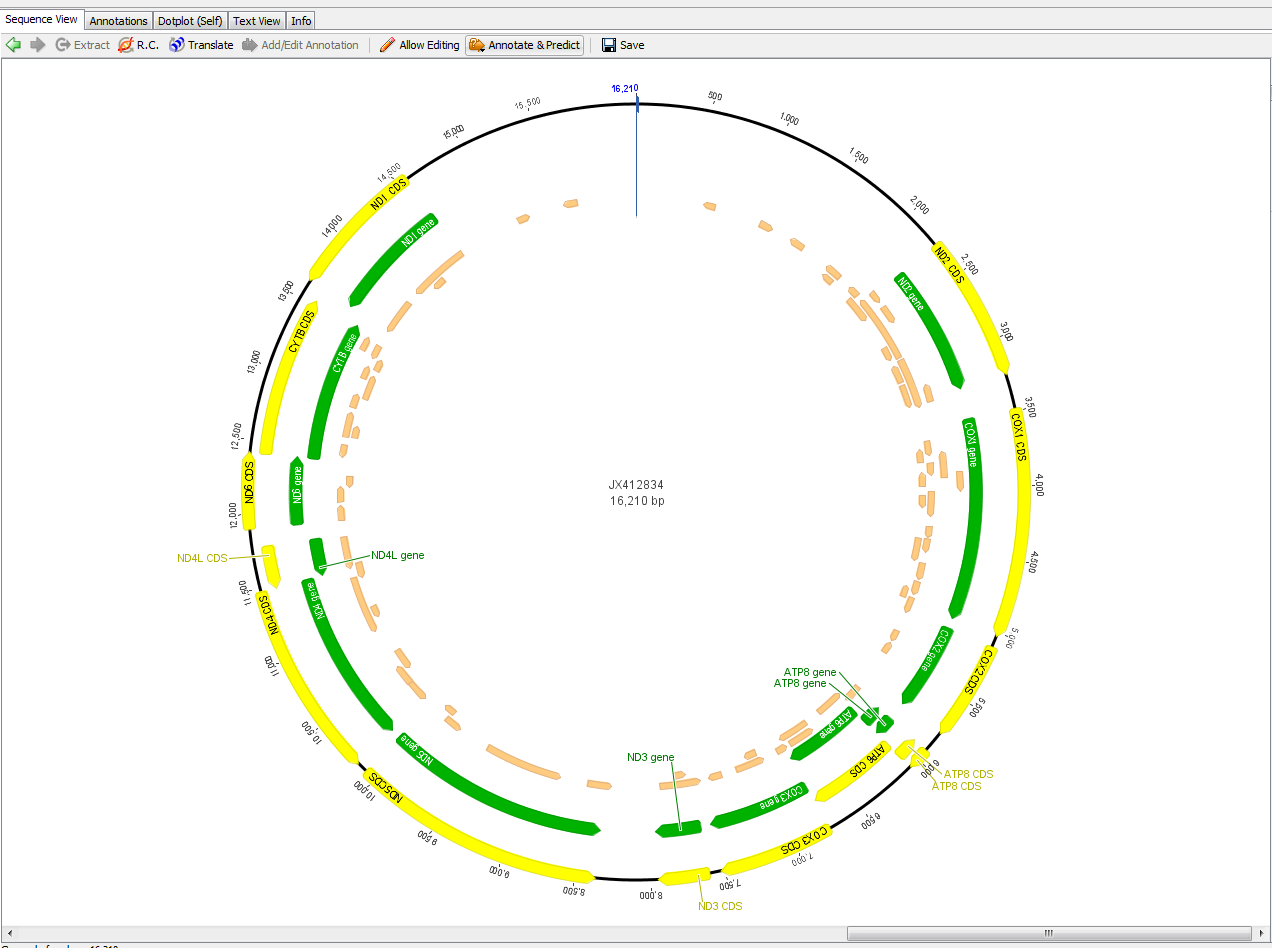 Sequence View Annotations Dotplot (Self) Text View Info
Extract R.C. Translate Add/Edit Annotation Allow Editing Annotate & Predict Save
16,210
500
1,000
1,500
2,000
2,500
3,000
3,500
4,000
4,500
5,000
5,500
6,000
6,500
7,000
7,500
8,000
8,500
9,000
9,500
10,000
10,500
11,000
11,500
12,000
12,500
13,000
13,500
14,000
14,500
15,000
15,500
ND2 CDS
ND2 gene
COX1 CDS
COX1 gene
COX2 CDS
COX2 gene
ATP8 gene
ATP8 gene
ATP8 CDS
ATP8 CDS
ATP6 CDS
ATP6 gene
COX3 CDS
COX3 gene
ND3 gene
ND3 CDS
ND5 CDS
ND5 gene
ND4 CDS
ND4 gene
ND4L CDS
ND4L gene
ND6 CDS
ND6 gene
CYTB CDS
CYTB gene
ND1 CDS
ND1 gene
JX412834
16,210 bp